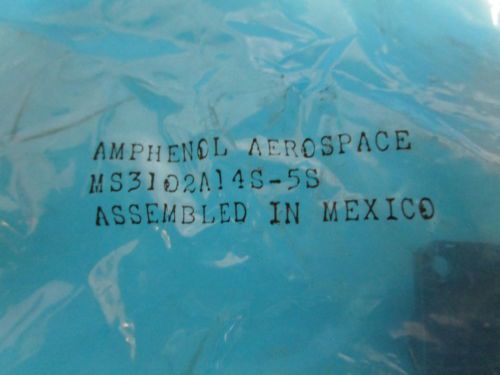 AMPHENOL AEROSPACE
MS3102A14S-5S
ASSEMBLED IN MEXICO